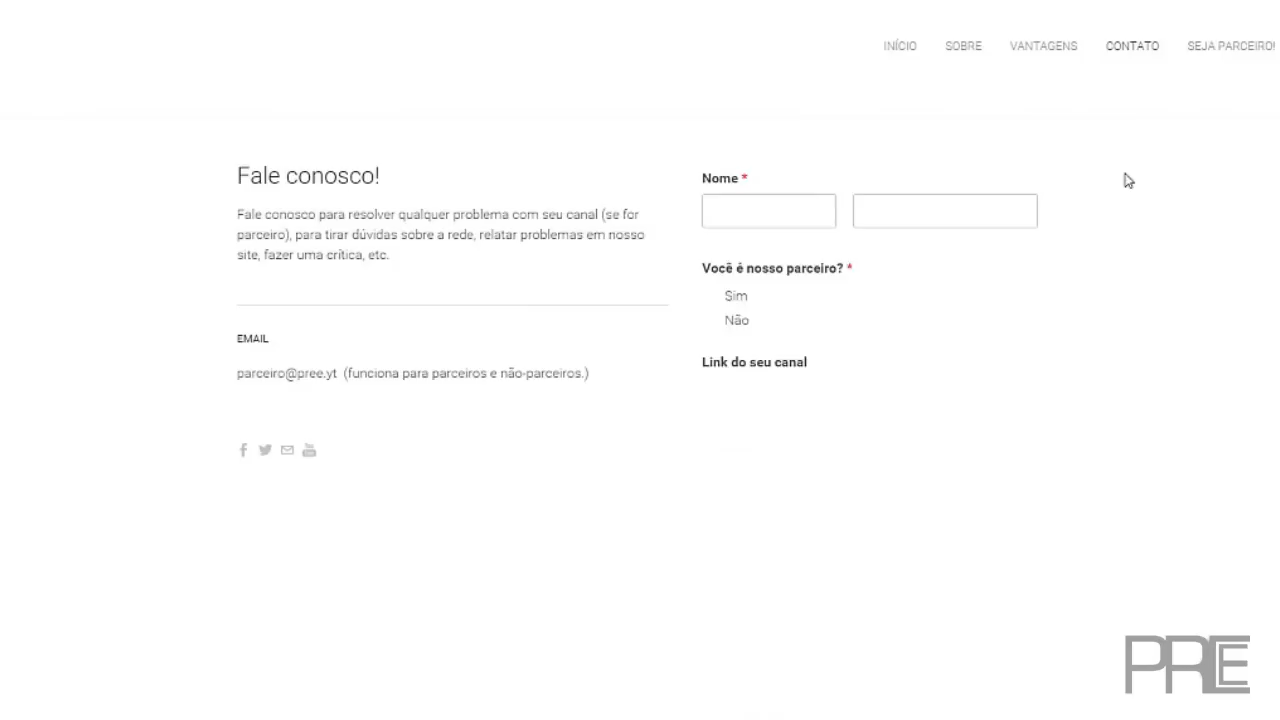 INÍCIO SOBRE VANTAGENS CONTATO SEJA PARCEIRO!
Fale conosco!
Fale conosco para resolver qualquer problema com seu canal (se for
parceiro), para tirar dúvidas sobre a rede, relatar problemas em nosso
site, fazer uma crítica, etc.
EMAIL
parceiro@pree.yt (funciona para parceiros e não-parceiros.)
Nome *
Você é nosso parceiro? *
Sim
Não
Link do seu canal
PREE